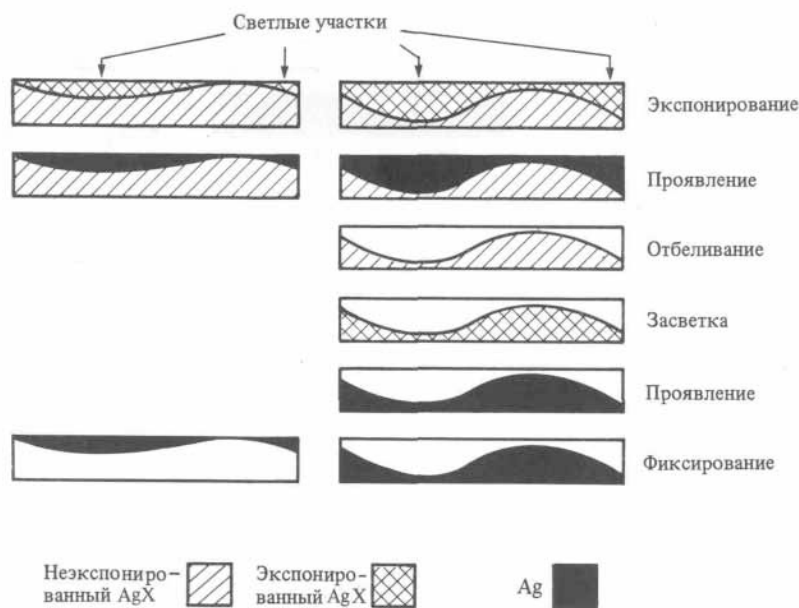 Светлые участки
Экспонирование
Проявление
Отбеливание
Засветка
Проявление
Фиксирование
Неэкспониро-
ванный AgX
Экспониро-
ванный AgX
Ag